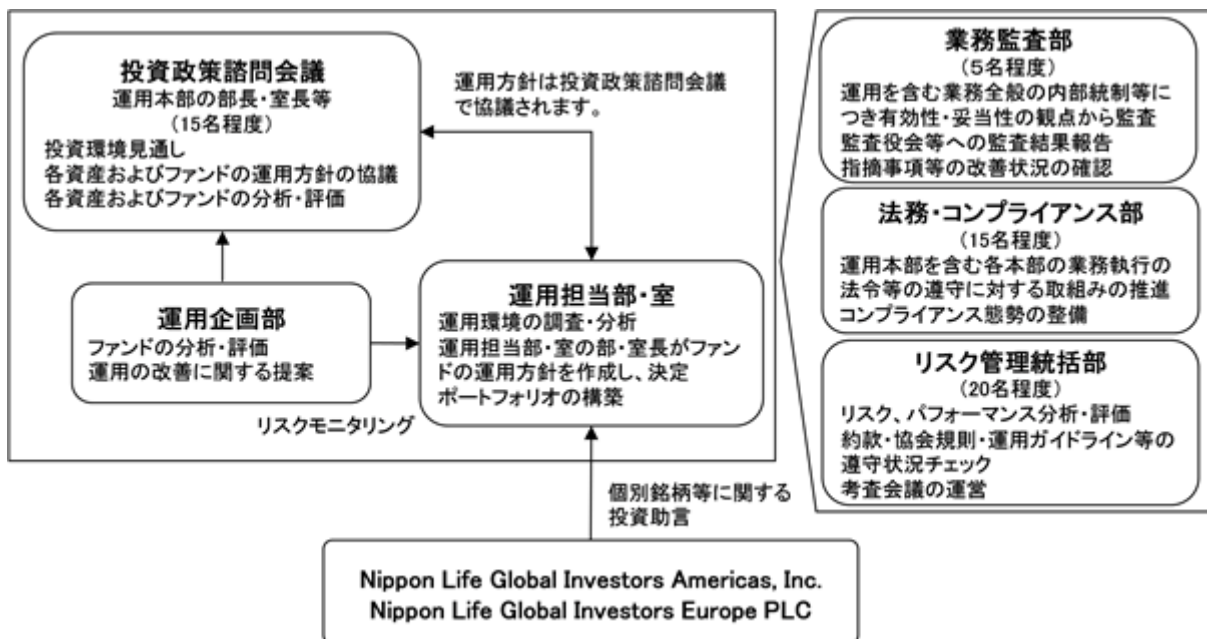 投資政策諮問会議
運用本部の部長・室長等
(15名程度)
投資環境見通し
各資産およびファンドの運用方針の協議
各資産およびファンドの分析・評価
運用方針は投資政策諮問会議
で協議されます。
運用企画部
ファンドの分析・評価
運用の改善に関する提案
リスクモニタリング
運用担当部・室
運用環境の調査・分析
運用担当部・室の部・室長がファン
ドの運用方針を作成し、決定
ポートフォリオの構築
個別銘柄等に関する
投資助言
Nippon Life Global Investors Americas, Inc.
Nippon Life Global Investors Europe PLC
業務監査部
(5名程度)
運用を含む業務全般の内部統制等に
つき有効性・妥当性の観点から監査
監査役会等への監査結果報告
指摘事項等の改善状況の確認
法務・コンプライアンス部
(15名程度)
運用本部を含む各本部の業務執行の
法令等の遵守に対する取組みの推進
コンプライアンス態勢の整備
リスク管理統括部
(20名程度)
リスク、パフォーマンス分析・評価
約款・協会規則・運用ガイドライン等の
遵守状況チェック
考査会議の運営